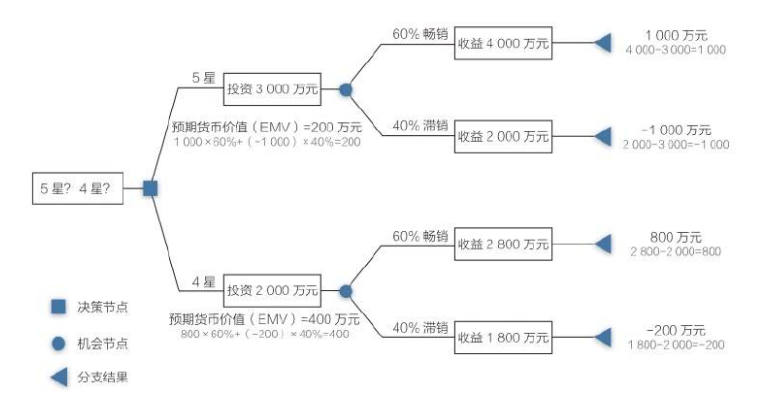 60% 畅销
收益 4 000 万元
1 000 万元
4 000-3 000=1 000
5 星
投资 3 000 万元
预期货币价值（EMV）=200 万元
1 000×60%+（-1 000）×40%=200
40% 滞销
收益 2 000 万元
-1 000 万元
2 000-3 000=-1 000
5 星？4 星？
60% 畅销
收益 2 800 万元
800 万元
2 800-2 000=800
4 星
投资 2 000 万元
预期货币价值（EMV）=400 万元
800×60%+（-200）×40%=400
40% 滞销
收益 1 800 万元
-200 万元
1 800-2 000=-200
决策节点
机会节点
分支结果